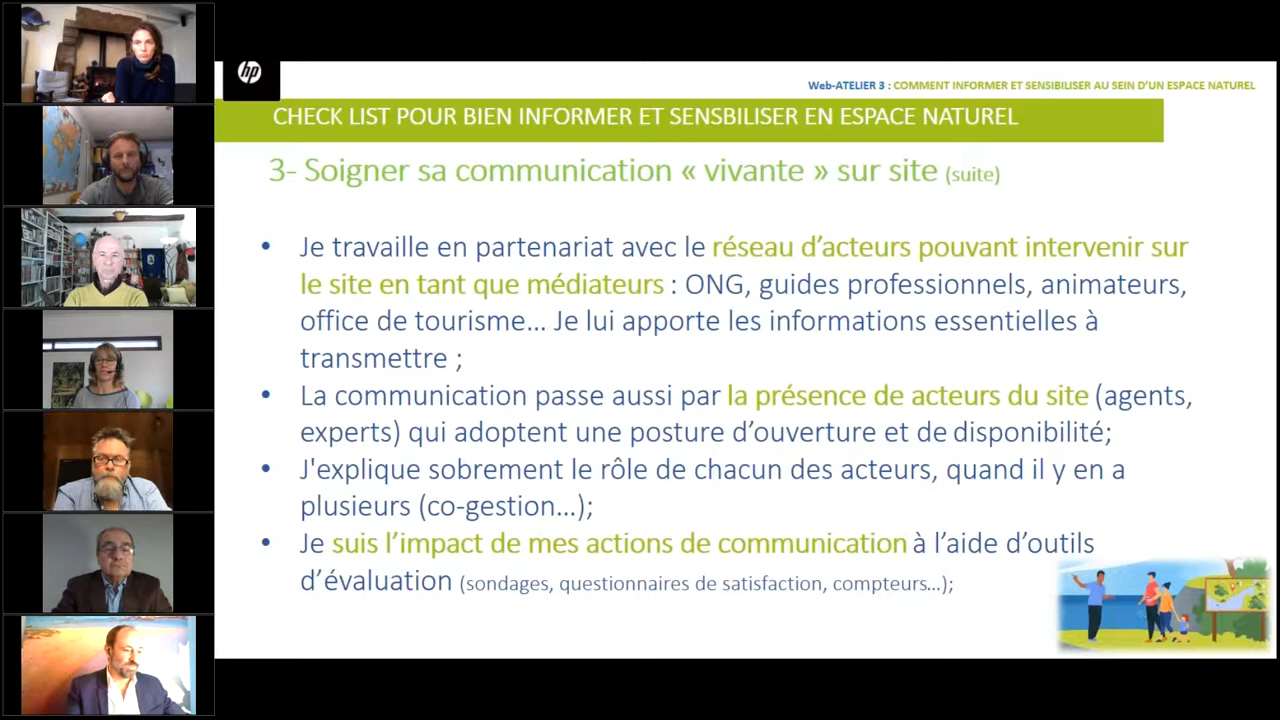 hp
Web-ATELIER 3 : COMMENT INFORMER ET SENSIBILISER AU SEIN D'UN ESPACE NATUREL
CHECK LIST POUR BIEN INFORMER ET SENSBILISER EN ESPACE NATUREL
3- Soigner sa communication « vivante » sur site (suite)
• Je travaille en partenariat avec le réseau d'acteurs pouvant intervenir sur
le site en tant que médiateurs : ONG, guides professionnels, animateurs,
office de tourisme... Je lui apporte les informations essentielles à
transmettre ;
• La communication passe aussi par la présence de acteurs du site (agents,
experts) qui adoptent une posture d'ouverture et de disponibilité;
• J'explique sobrement le rôle de chacun des acteurs, quand il y en a
plusieurs (co-gestion...);
• Je suis l'impact de mes actions de communication à l'aide d'outils
d'évaluation (sondages, questionnaires de satisfaction, compteurs...);